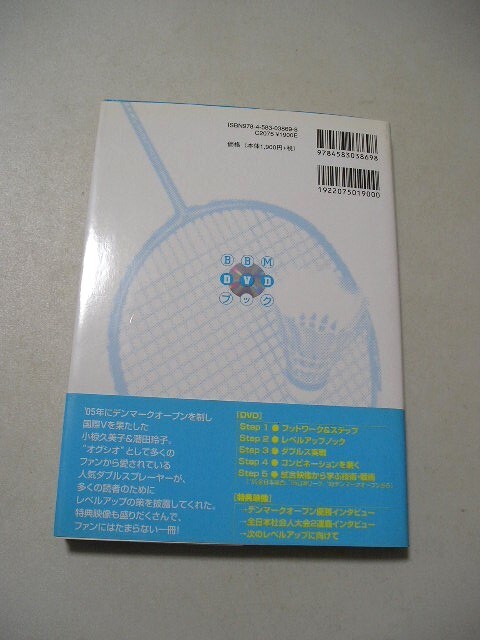 ISBN978-4-583-03869-8
C2075 ¥1900E
価格(本体1,900円+税)
9784583038698
1922075019000
BBM
DVD
ブック
'05年にデンマークオープンを制し
国際Vを果たした
小椋久美子&潮田玲子。
"オグシオ"として多くの
ファンから愛されている
人気ダブルスプレーヤーが、
多くの読者のために
レベルアップの策を披露してくれた。
特典映像も盛りだくさんで、
ファンにはたまらない一冊!
[DVD]
Step 1 ● フットワーク&ステップ
Step 2 ● レベルアップノック
Step 3 ● ダブルス実戦
Step 4 ● コンビネーションを磨く
Step 5 ● 試合映像から学ぶ技術・戦術
[特典映像]
→デンマークオープン優勝インタビュー
→全日本社会人大会2連覇インタビュー
→次のレベルアップに向けて